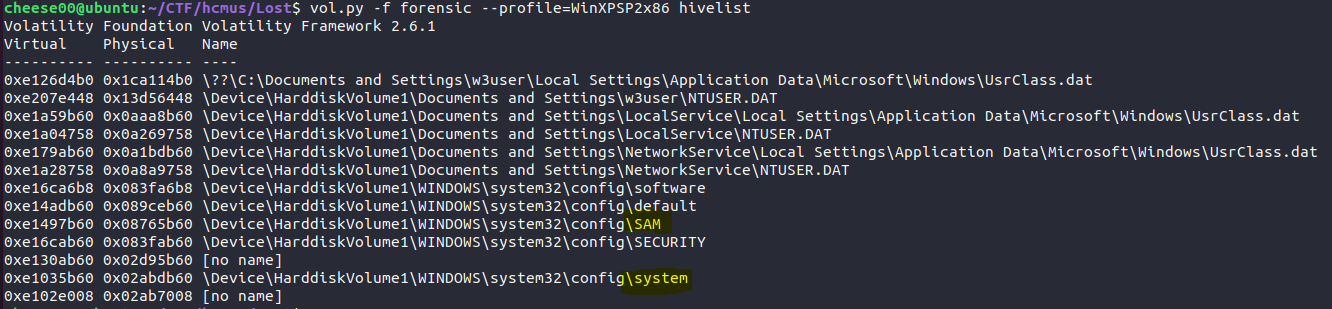 cheese00@ubuntu:~/CTF/hcmus/Lost$ vol.py -f forensic --profile=WinXPSP2x86 hivelist
Volatility Foundation Volatility Framework 2.6.1
Virtual    Physical   Name
---------- ---------- ----
0xe126d4b0 0x1ca114b0 \??\C:\Documents and Settings\w3user\Local Settings\Application Data\Microsoft\Windows\UsrClass.dat
0xe207e448 0x13d56448 \Device\HarddiskVolume1\Documents and Settings\w3user\NTUSER.DAT
0xe1a59b60 0x0aaa8b60 \Device\HarddiskVolume1\Documents and Settings\LocalService\Local Settings\Application Data\Microsoft\Windows\UsrClass.dat
0xe1a04758 0x0a269758 \Device\HarddiskVolume1\Documents and Settings\LocalService\NTUSER.DAT
0xe179ab60 0x0a1bdb60 \Device\HarddiskVolume1\Documents and Settings\NetworkService\Local Settings\Application Data\Microsoft\Windows\UsrClass.dat
0xe1a28758 0x0a8a9758 \Device\HarddiskVolume1\Documents and Settings\NetworkService\NTUSER.DAT
0xe16ca6b8 0x083fa6b8 \Device\HarddiskVolume1\WINDOWS\system32\config\software
0xe14adb60 0x089ceb60 \Device\HarddiskVolume1\WINDOWS\system32\config\default
0xe1497b60 0x08765b60 \Device\HarddiskVolume1\WINDOWS\system32\config\SAM
0xe16cab60 0x083fab60 \Device\HarddiskVolume1\WINDOWS\system32\config\SECURITY
0xe130ab60 0x02d95b60 [no name]
0xe1035b60 0x02abdb60 \Device\HarddiskVolume1\WINDOWS\system32\config\system
0xe102e008 0x02ab7008 [no name]